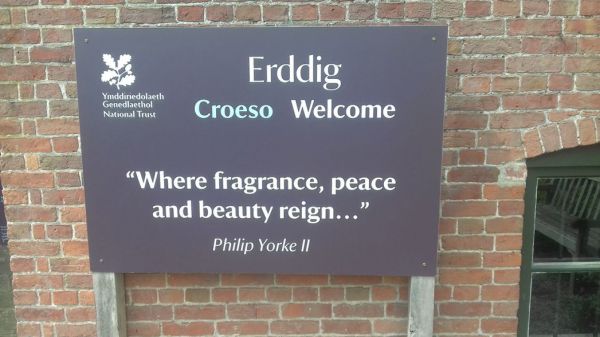 Erddig
Ymddiriedolaeth
Genedlaethol
National Trust
Croeso Welcome
“Where fragrance, peace
and beauty reign...”
Philip Yorke II